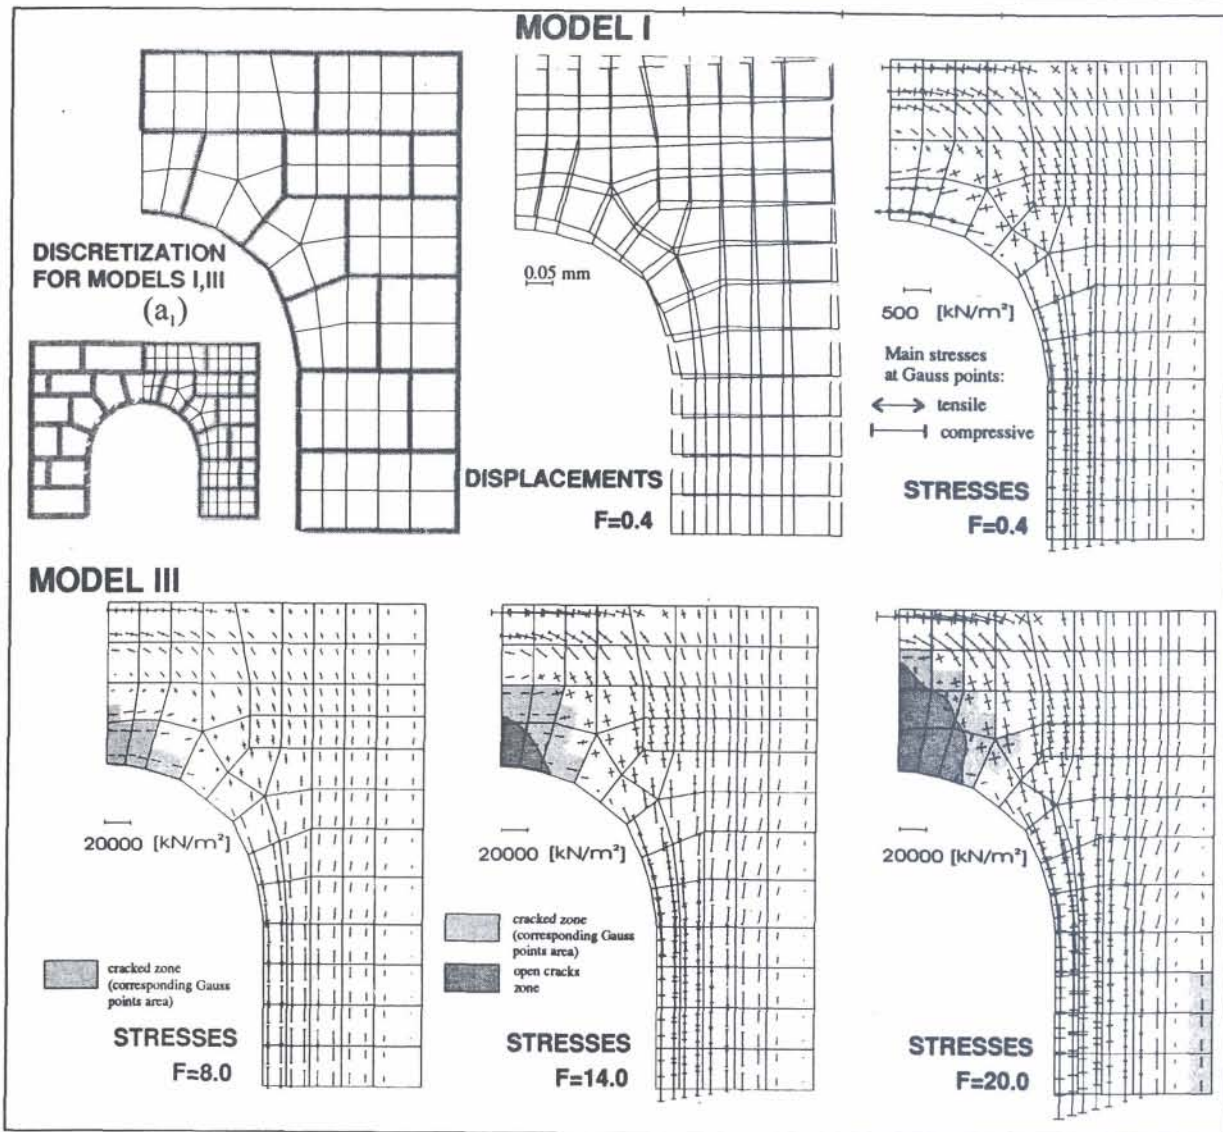 MODEL I
DISCRETIZATION
FOR MODELS I,III
(a₁)
0.05 mm
DISPLACEMENTS
F=0.4
500 [kN/m²]
Main stresses
at Gauss points:
tensile
compressive
STRESSES
F=0.4
MODEL III
20000 [kN/m²]
cracked zone
(corresponding Gauss
points area)
STRESSES
F=8.0
20000 [kN/m²]
cracked zone
(corresponding Gauss
points area)
open cracks
zone
STRESSES
F=14.0
20000 [kN/m²]
STRESSES
F=20.0